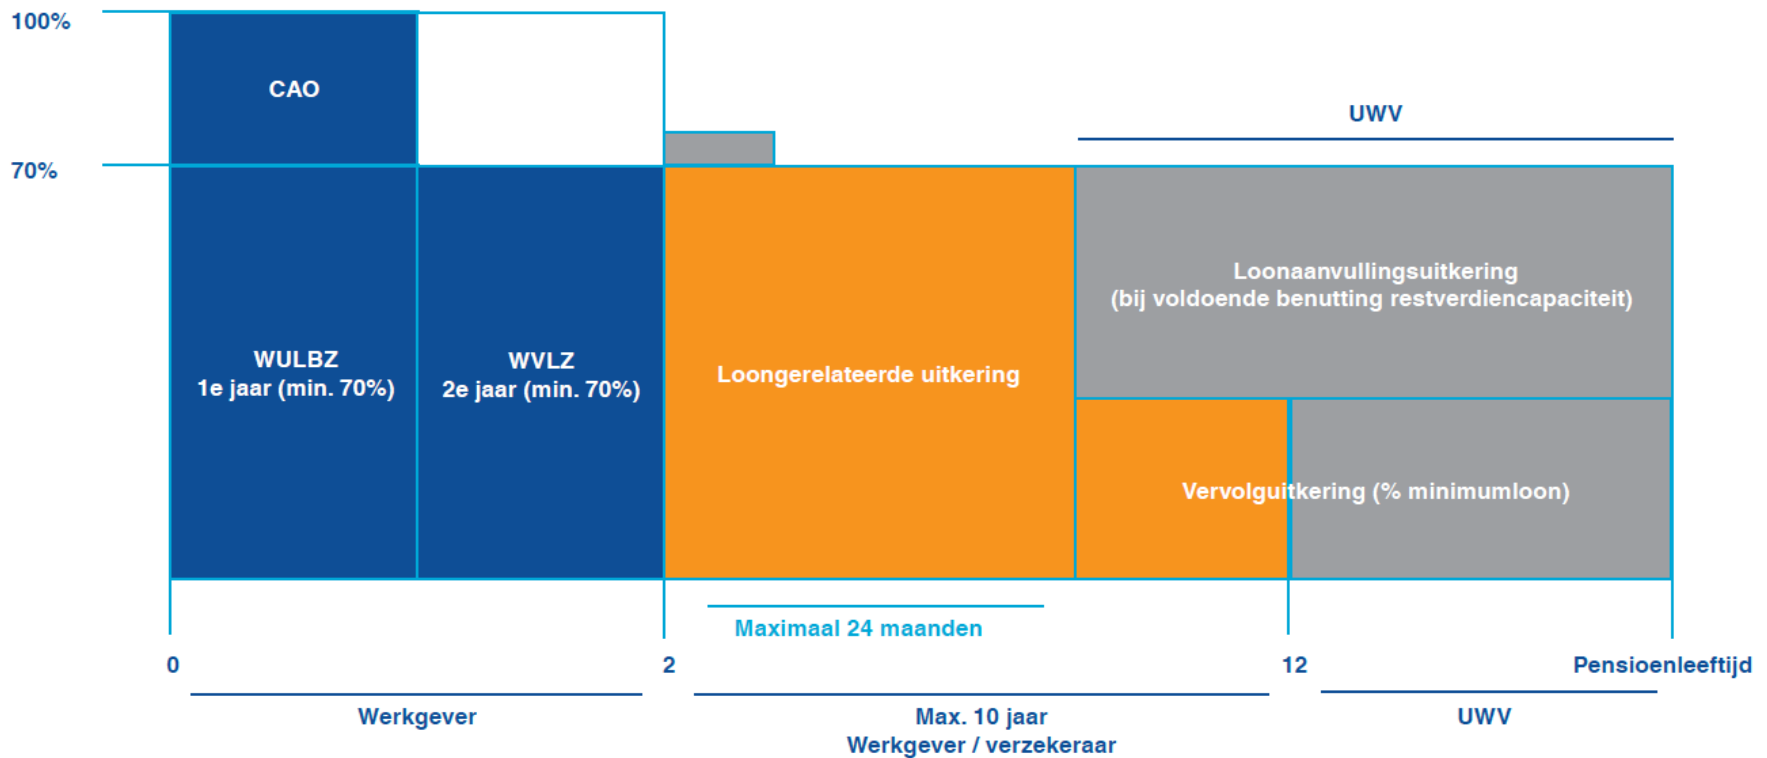 100%
CAO
UWV
70%
Loonaanvullingsuitkering
(bij voldoende benutting restverdiencapaciteit)
WULBZ
1e jaar (min. 70%)
WVLZ
2e jaar (min. 70%)
Loongerelateerde uitkering
Vervolguitkering (% minimumloon)
Maximaal 24 maanden
0
2
12
Pensioenleeftijd
Werkgever
Max. 10 jaar
Werkgever / verzekeraar
UWV